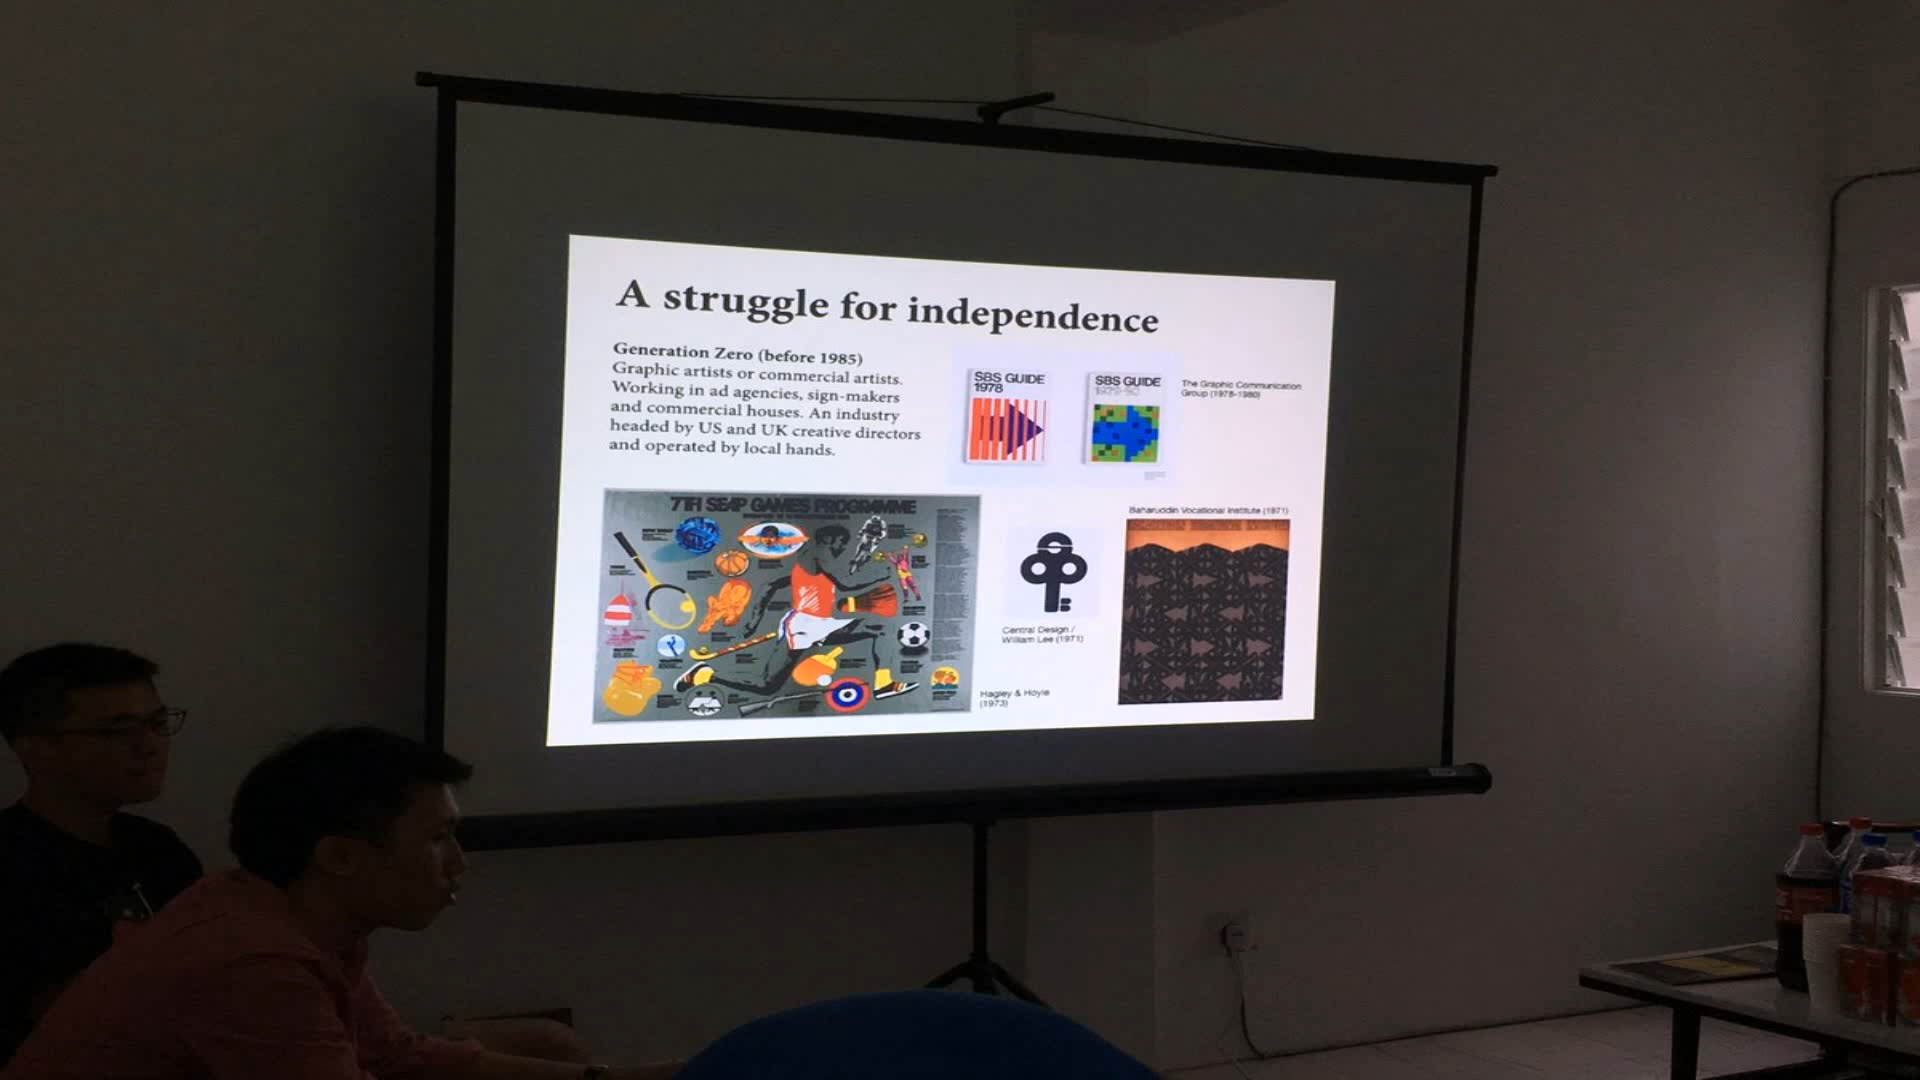 A struggle for independence
Generation Zero (before 1985)
Graphic artists or commercial artists.
Working in ad agencies, sign-makers
and commercial houses. An industry
headed by US and UK creative directors
and operated by local hands.
SBS GUIDE
1978
SBS GUIDE
1979-80
The Graphic Communication
Group (1978-1980)
7TH SEAP GAMES PROGRAMME
Central Design /
William Lee (1971)
Hagley & Hoyle
(1973)
Baharuddin Vocational Institute (1971)